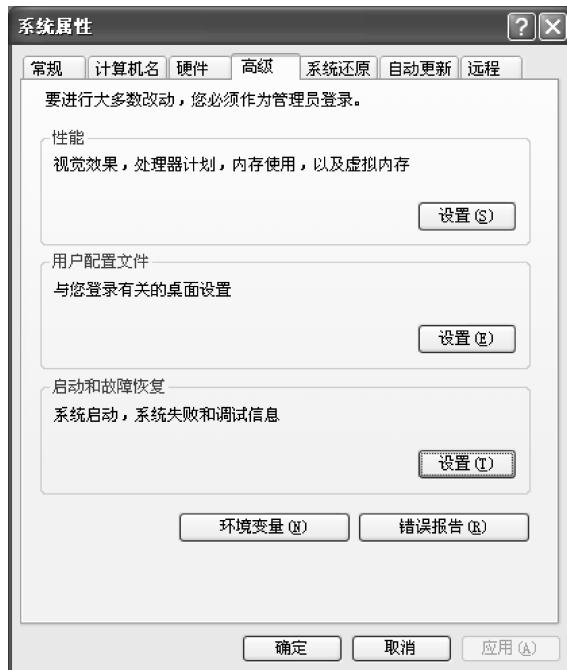 系统属性
常规 计算机名 硬件 高级 系统还原 自动更新 远程
要进行大多数改动，您必须作为管理员登录。
性能
视觉效果，处理器计划，内存使用，以及虚拟内存
设置(S)
用户配置文件
与您登录有关的桌面设置
设置(E)
启动和故障恢复
系统启动，系统失败和调试信息
设置(T)
环境变量(N) 错误报告(R)
确定 取消 应用(A)